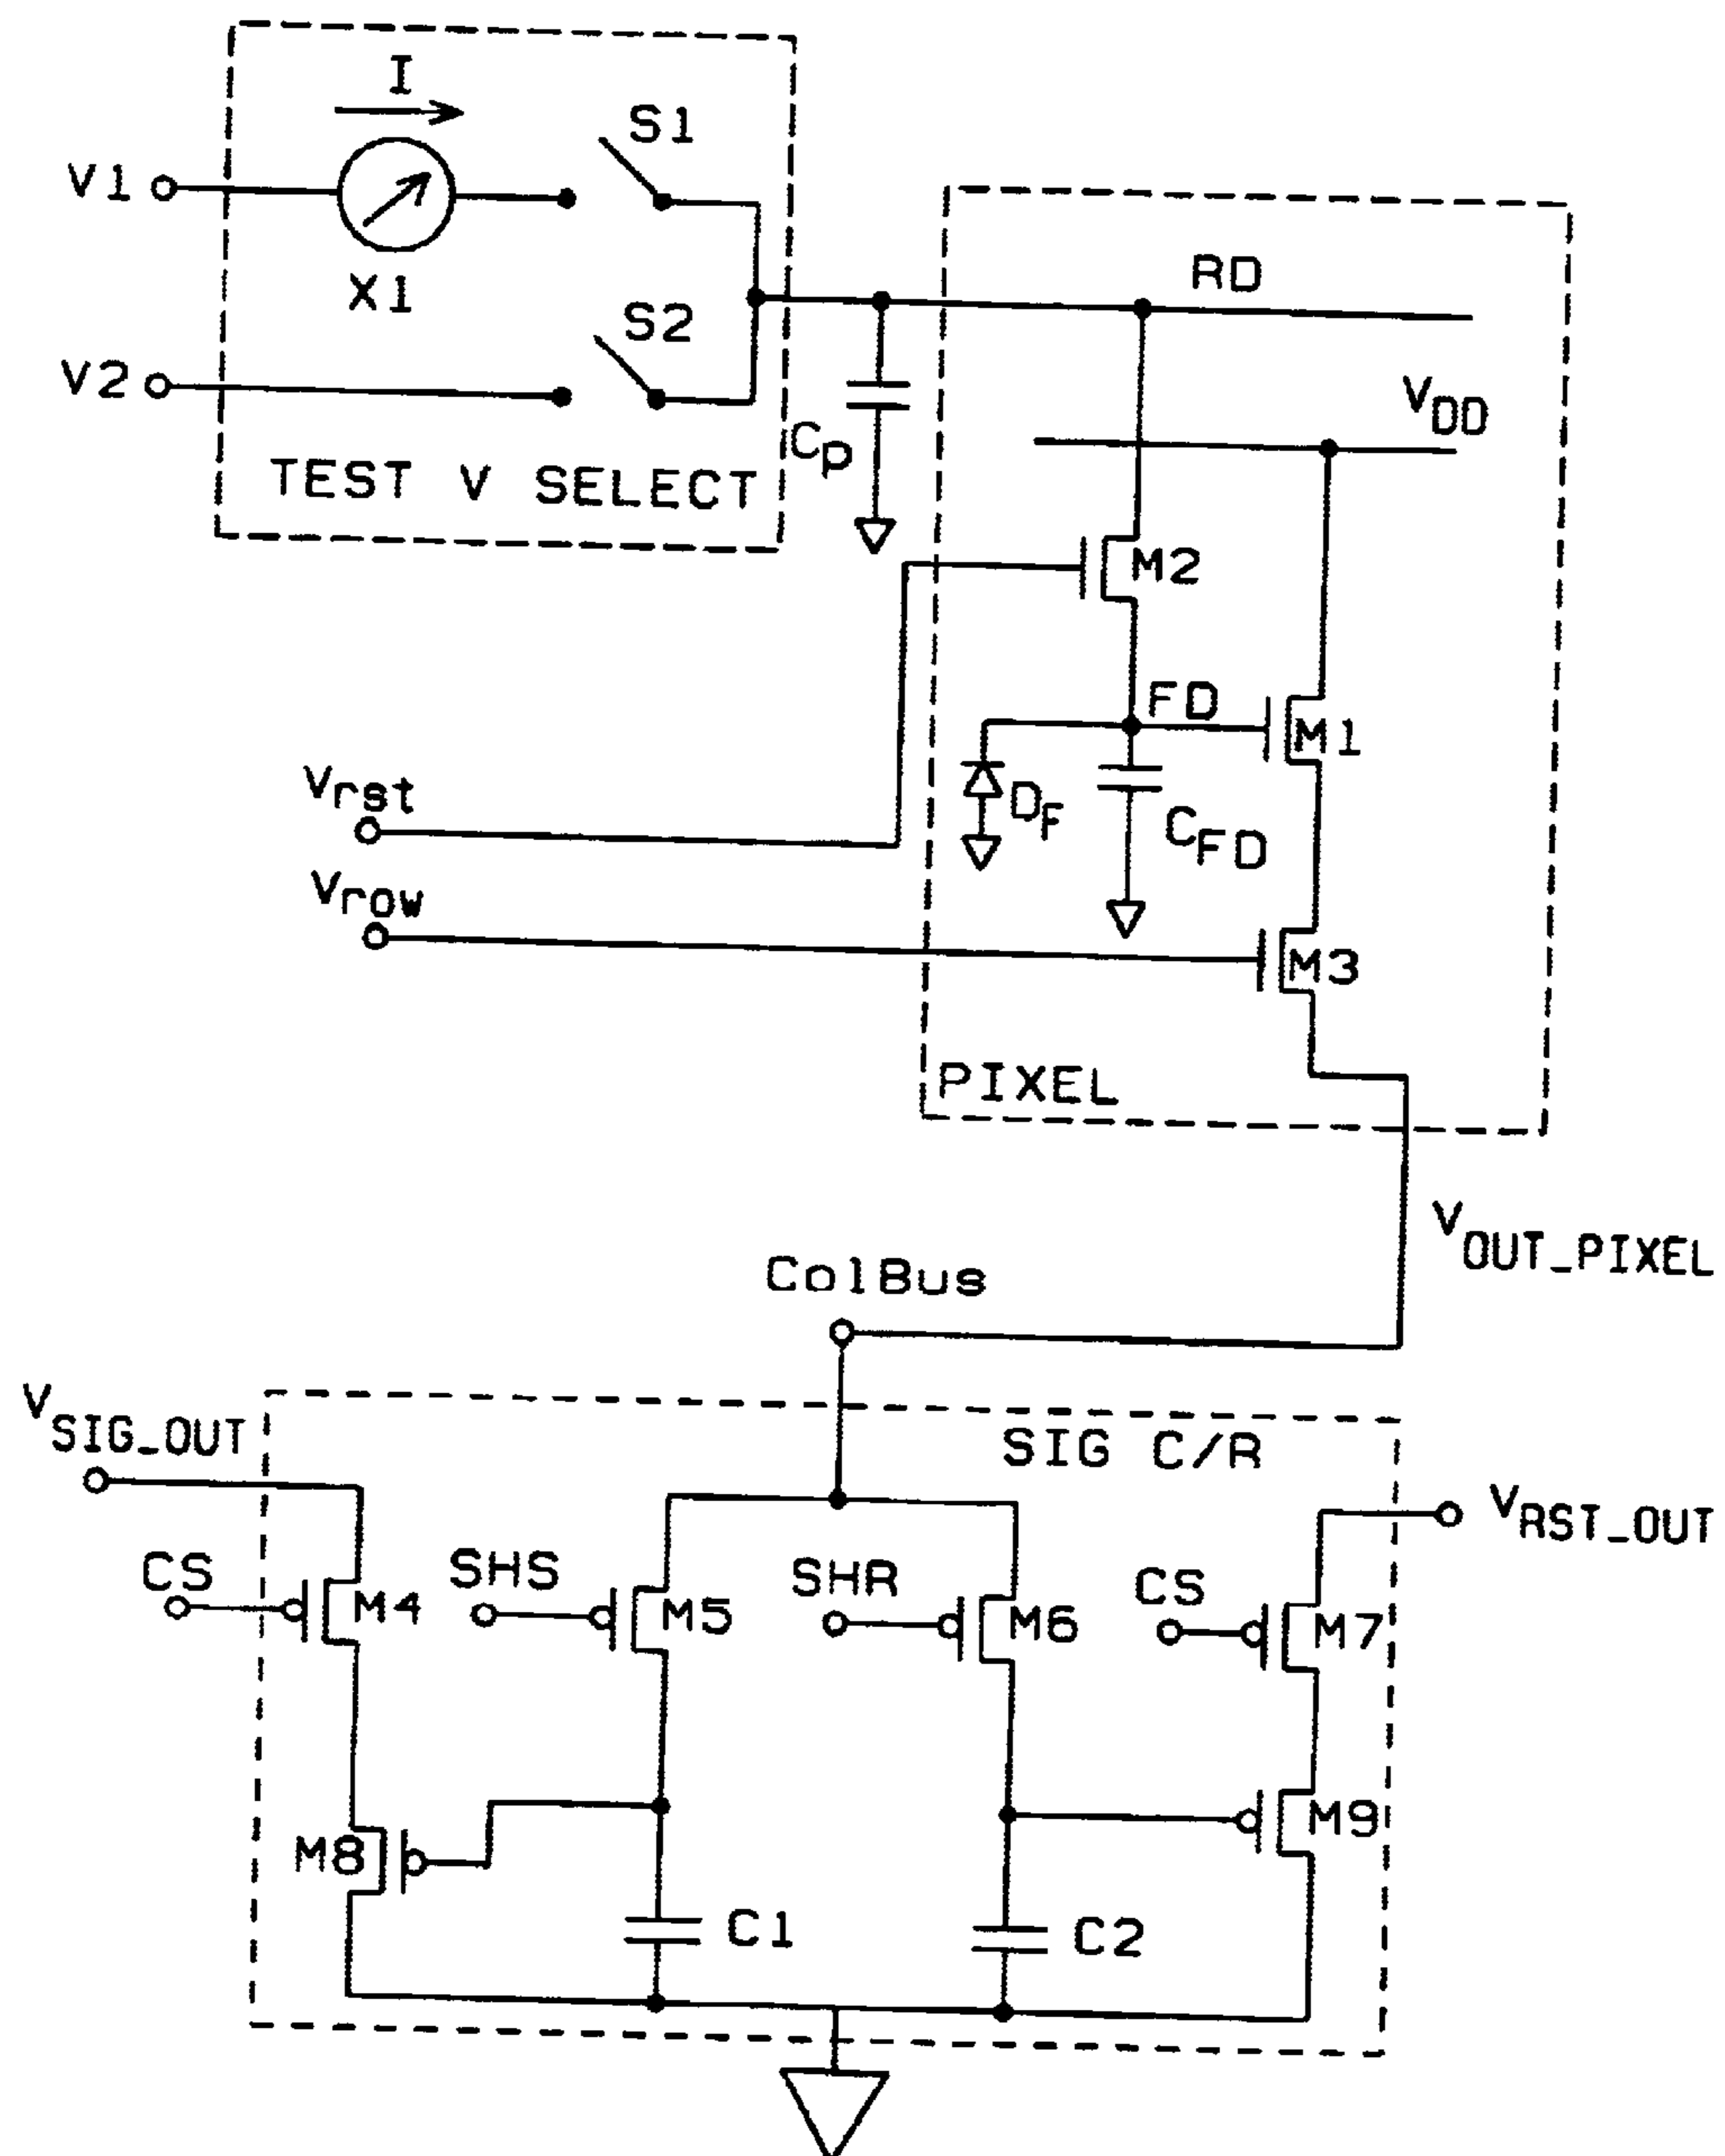 I
S1
V1
X1
S2
V2
TEST V SELECT
Cp
RD
VDD
M2
FD
M1
DF
CFD
Vrst
Vrow
M3
PIXEL
VOUT_PIXEL
ColBus
VSIG_OUT
SIG C/R
VRST_OUT
CS
SHS
SHR
CS
M4
M5
M6
M7
M8
M9
C1
C2